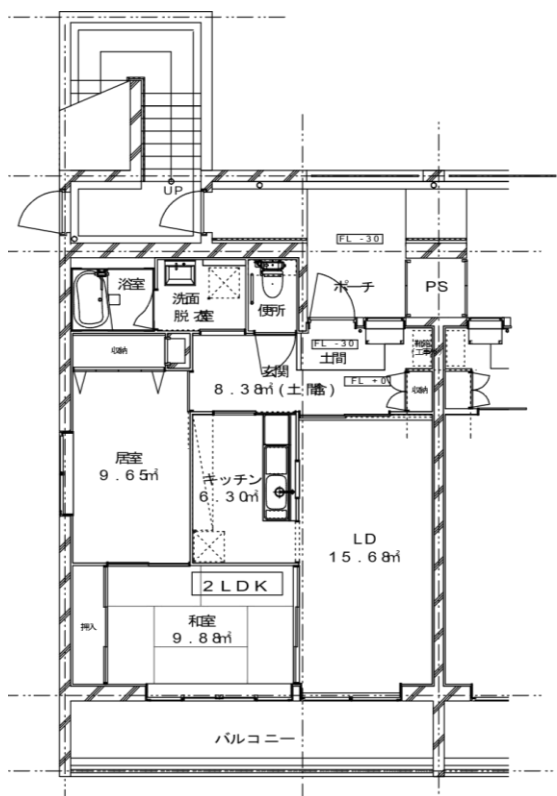 UP
FL -30
ポーチ
PS
浴室
洗面
脱衣室
便所
収納
FL -30
土間
玄関
8.38㎡(土間含)
FL +0
収納
居室
9.65㎡
キッチン
6.30㎡
LD
15.68㎡
2LDK
和室
9.88㎡
押入
バルコニー